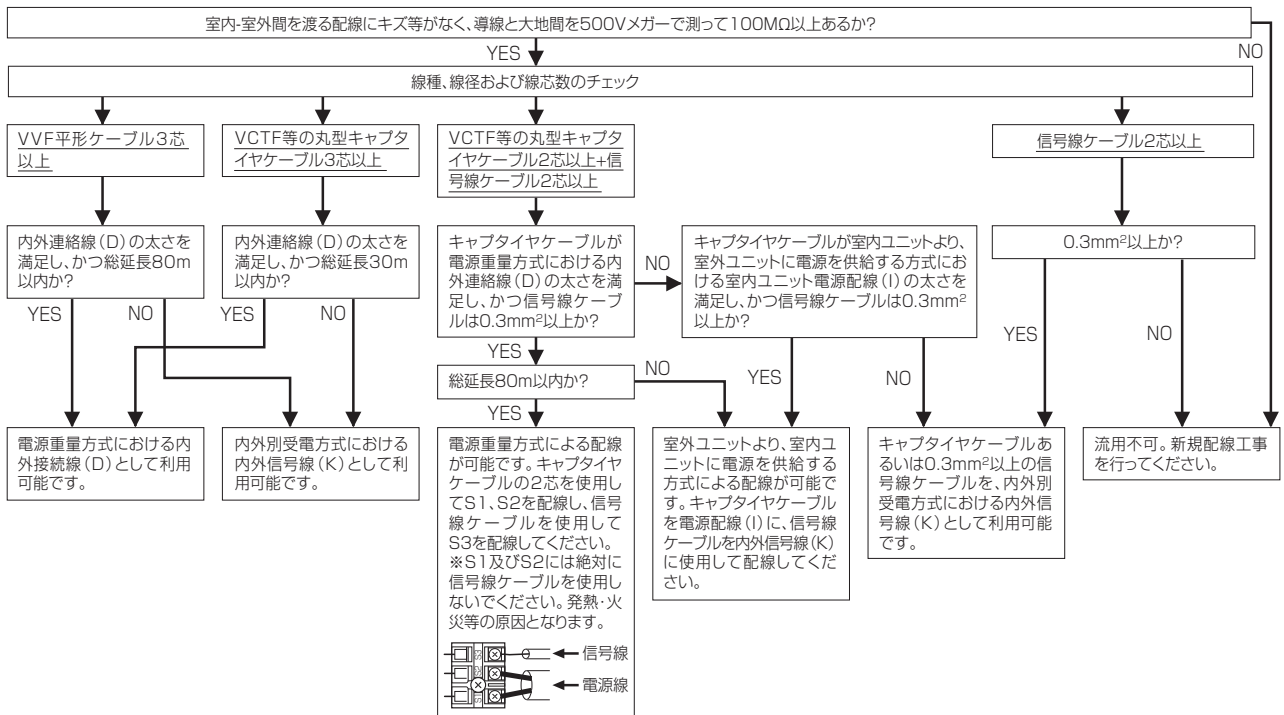 室内-室外間を渡る配線にキズ等がなく、導線と大地間を500Vメガーで測って100MΩ以上あるか?
YES
NO
線種、線径および線芯数のチェック
VVF平形ケーブル3芯
以上
VCTF等の丸型キャプタ
イヤケーブル3芯以上
VCTF等の丸型キャプタ
イヤケーブル2芯以上+信
号線ケーブル2芯以上
信号線ケーブル2芯以上
内外連絡線(D)の太さを
満足し、かつ総延長80m
以内か?
内外連絡線(D)の太さを
満足し、かつ総延長30m
以内か?
キャプタイヤケーブルが
電源重量方式における内
外連絡線(D)の太さを満
足し、かつ信号線ケーブ
ルは0.3mm²以上か?
NO
キャプタイヤケーブルが室内ユニットより、
室外ユニットに電源を供給する方式にお
ける室内ユニット電源配線(I)の太さを
満足し、かつ信号線ケーブルは0.3mm²
以上か?
0.3mm²以上か?
YES
NO
YES
NO
YES
総延長80m以内か?
NO
YES
YES
NO
YES
NO
電源重量方式における内
外接続線(D)として利用
可能です。
内外別受電方式における
内外信号線(K)として利
用可能です。
電源重量方式による配線
が可能です。キャプタイヤ
ケーブルの2芯を使用し
てS1、S2を配線し、信号
線ケーブルを使用して
S3を配線してください。
※S1及びS2には絶対に
信号線ケーブルを使用し
ないでください。発熱・火
災等の原因となります。
S3
S2
S1
信号線
電源線
室外ユニットより、室内ユ
ニットに電源を供給する
方式による配線が可能で
す。キャプタイヤケーブル
を電源配線(I)に、信号線
ケーブルを内外信号線(K)
に使用して配線してくだ
さい。
キャプタイヤケーブルあ
るいは0.3mm²以上の信
号線ケーブルを、内外別
受電方式における内外信
号線(K)として利用可能
です。
流用不可。新規配線工事
を行ってください。